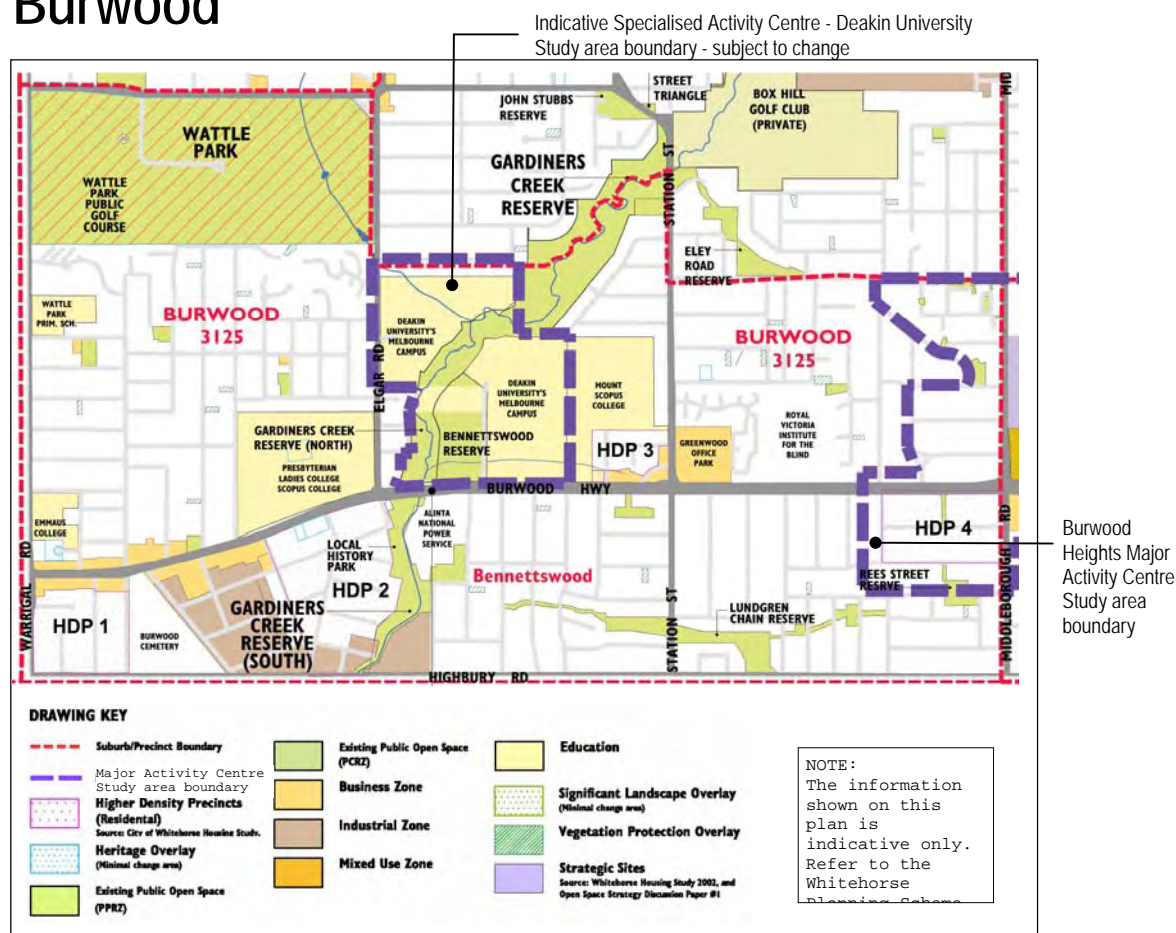 Burwood
Indicative Specialised Activity Centre - Deakin University
Study area boundary - subject to change
STREET
TRIANGLE
JOHN STUBBS
RESERVE
BOX HILL
GOLF CLUB
(PRIVATE)
MID
WATTLE
PARK
GARDINERS
CREEK
RESERVE
STATION ST
WATTLE
PARK
PUBLIC
GOLF
COURSE
ELEY
ROAD
RESERVE
WATTLE
PARK
PRIM. SCH.
BURWOOD
3125
BURWOOD
3125
DEAKIN
UNIVERSITY'S
MELBOURNE
CAMPUS
ELGAR RD
DEAKIN
UNIVERSITY'S
MELBOURNE
CAMPUS
MOUNT
SCOPUS
COLLEGE
ROYAL
VICTORIA
INSTITUTE
FOR THE
BLIND
GARDINERS CREEK
RESERVE (NORTH)
BENNETTSWOOD
RESERVE
HDP 3
GREENWOOD
OFFICE
PARK
PRESBYTERIAN
LADIES COLLEGE
SCOPUS COLLEGE
BURWOOD HWY
EMMAUS
COLLEGE
ALINTA
NATIONAL
POWER
SERVICE
HDP 4
LOCAL
HISTORY
PARK
HDP 2
Bennettswood
REES STREET
RESRVE
Burwood
Heights Major
Activity Centre
Study area
boundary
WARRIGAL RD
HDP 1
BURWOOD
CEMETERY
GARDINERS
CREEK
RESERVE
(SOUTH)
STATION ST
LUNDGREN
CHAIN RESERVE
MIDDLEBOROUGH RD
HIGHBURY RD
DRAWING KEY
Suburb/Precinct Boundary
Major Activity Centre
Study area boundary
Higher Density Precincts
(Residental)
Source: City of Whitehorse Housing Study.
Heritage Overlay
(Minimal change area)
Existing Public Open Space
(PPRZ)
Existing Public Open Space
(PCRZ)
Business Zone
Industrial Zone
Mixed Use Zone
Education
Significant Landscape Overlay
(Minimal change area)
Vegetation Protection Overlay
Strategic Sites
Source: Whitehorse Housing Study 2002, and
Open Space Strategy Discussion Paper #1
NOTE:
The information
shown on this
plan is
indicative only.
Refer to the
Whitehorse
Planning Scheme